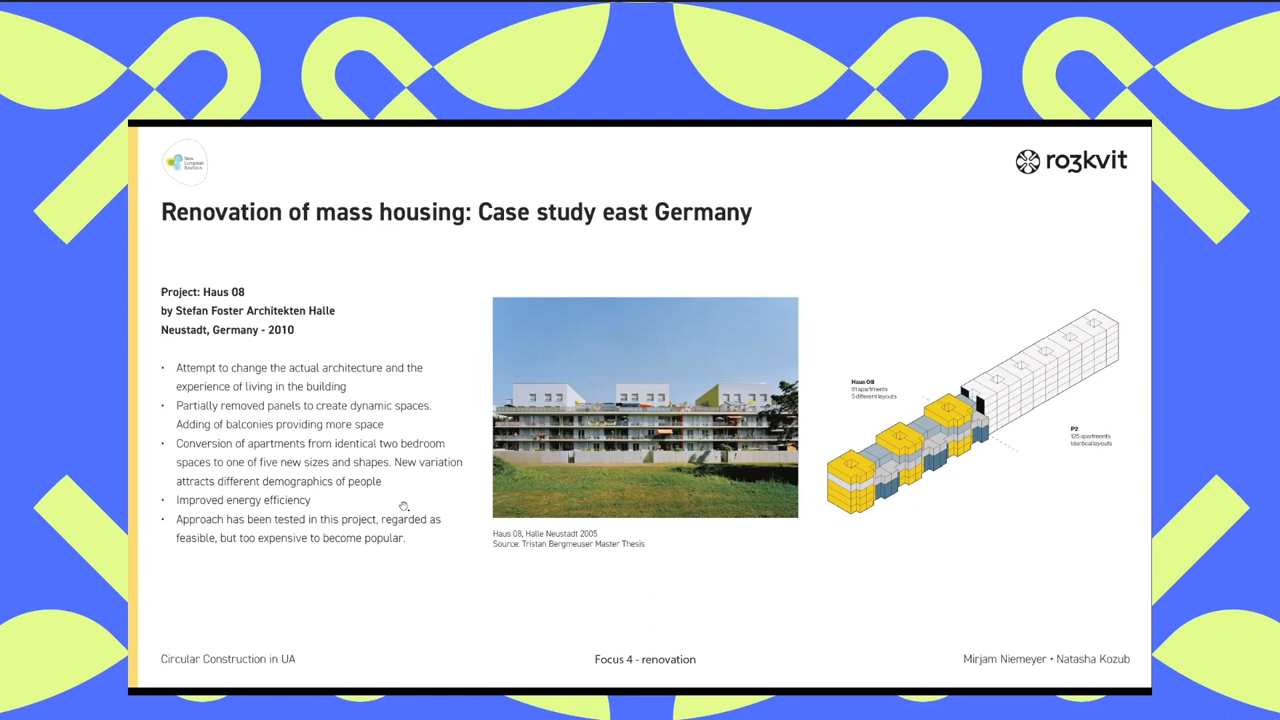 New
European
Bauhaus
ro3kvit
Renovation of mass housing: Case study east Germany
Project: Haus 08
by Stefan Foster Architekten Halle
Neustadt, Germany - 2010
• Attempt to change the actual architecture and the
experience of living in the building
• Partially removed panels to create dynamic spaces.
Adding of balconies providing more space
• Conversion of apartments from identical two bedroom
spaces to one of five new sizes and shapes. New variation
attracts different demographics of people
• Improved energy efficiency
• Approach has been tested in this project, regarded as
feasible, but too expensive to become popular.
Haus 08, Halle Neustadt 2005
Source: Tristan Bergmeuser Master Thesis
Haus 08
81 apartments
5 different layouts
P2
125 apartments
Identical layouts
Circular Construction in UA
Focus 4 - renovation
Mirjam Niemeyer • Natasha Kozub